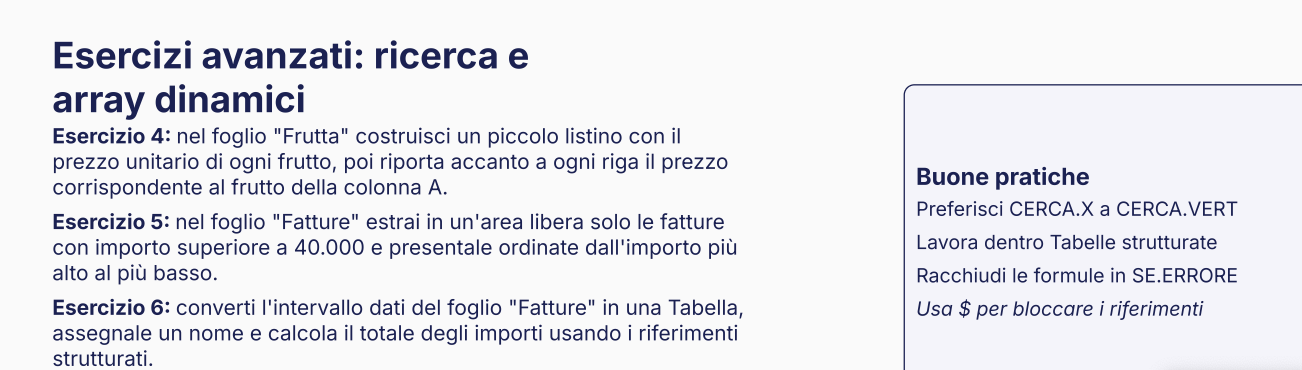 Esercizi avanzati: ricerca e
array dinamici
Esercizio 4: nel foglio "Frutta" costruisci un piccolo listino con il
prezzo unitario di ogni frutto, poi riporta accanto a ogni riga il prezzo
corrispondente al frutto della colonna A.
Esercizio 5: nel foglio "Fatture" estrai in un'area libera solo le fatture
con importo superiore a 40.000 e presentale ordinate dall'importo più
alto al più basso.
Esercizio 6: converti l'intervallo dati del foglio "Fatture" in una Tabella,
assegnale un nome e calcola il totale degli importi usando i riferimenti
strutturati.
Buone pratiche
Preferisci CERCA.X a CERCA.VERT
Lavora dentro Tabelle strutturate
Racchiudi le formule in SE.ERRORE
Usa $ per bloccare i riferimenti